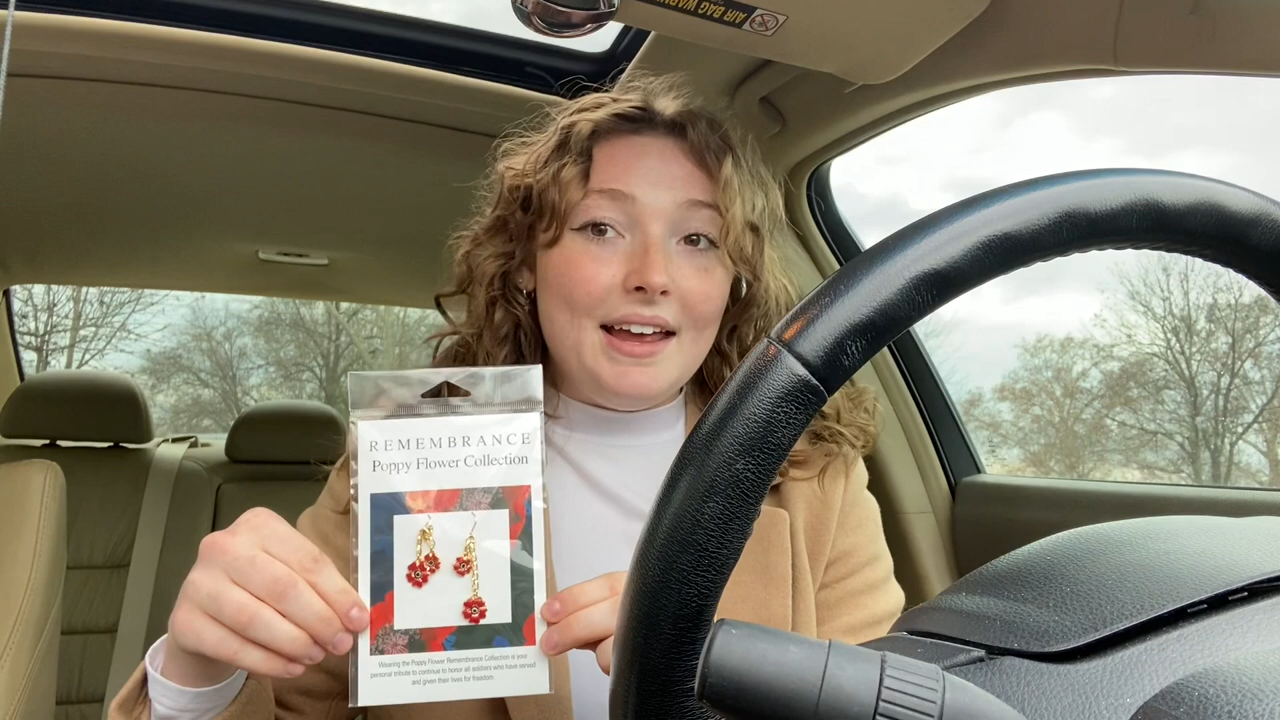 AIR BAG WARNING
REMEMBRANCE
Poppy Flower Collection
Wearing the Poppy Flower Remembrance Collection is your
personal tribute to continue to honor all soldiers who have served
and given their lives for freedom.